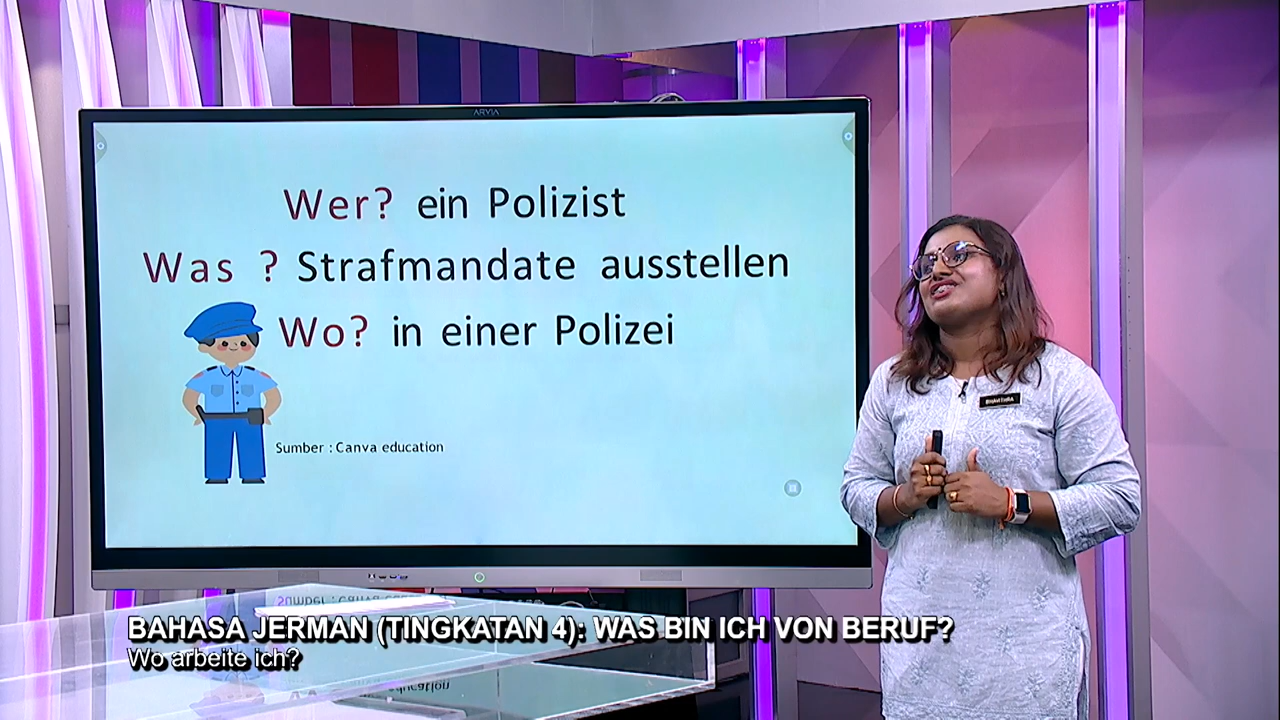 ARVIA
Wer? ein Polizist
Was ? Strafmandate ausstellen
Wo? in einer Polizei
Sumber : Canva education
BAHASA JERMAN (TINGKATAN 4): WAS BIN ICH VON BERUF?
Wo arbeite ich?